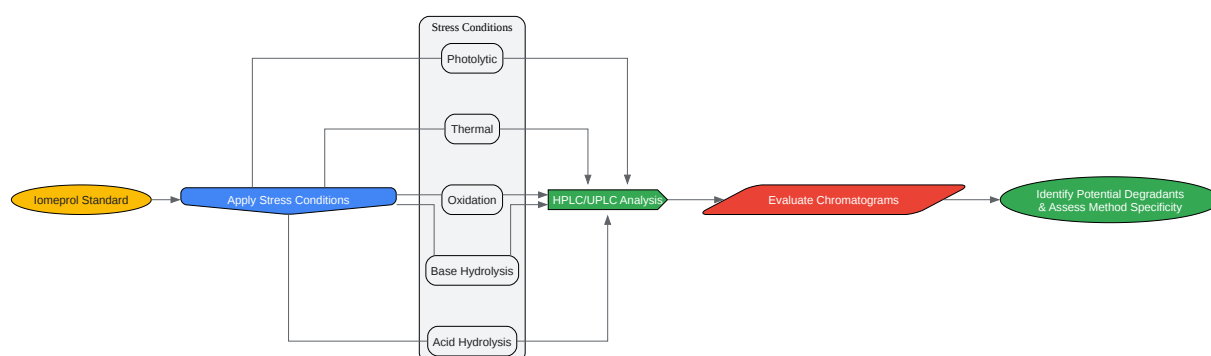 Stress Conditions
Photolytic
Thermal
Iomeprol Standard
Apply Stress Conditions
Oxidation
HPLC/UPLC Analysis
Evaluate Chromatograms
Identify Potential Degradants
& Assess Method Specificity
Base Hydrolysis
Acid Hydrolysis